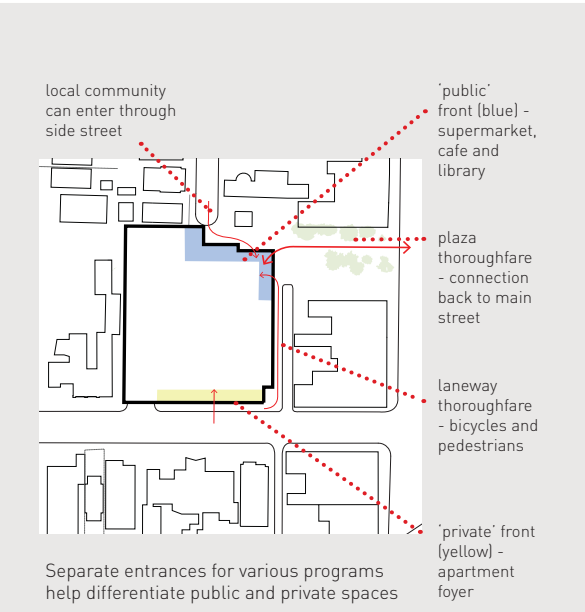 local community
can enter through
side street
‘public’
front (blue) -
supermarket,
cafe and
library
plaza
thoroughfare
- connection
back to main
street
laneway
thoroughfare
- bicycles and
pedestrians
‘private’ front
(yellow) -
apartment
foyer
Separate entrances for various programs
help differentiate public and private spaces